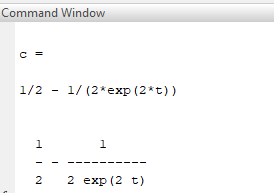 Command Window
c =
1/2 - 1/(2*exp(2*t))
1        1
- - ----------
2   2 exp(2 t)